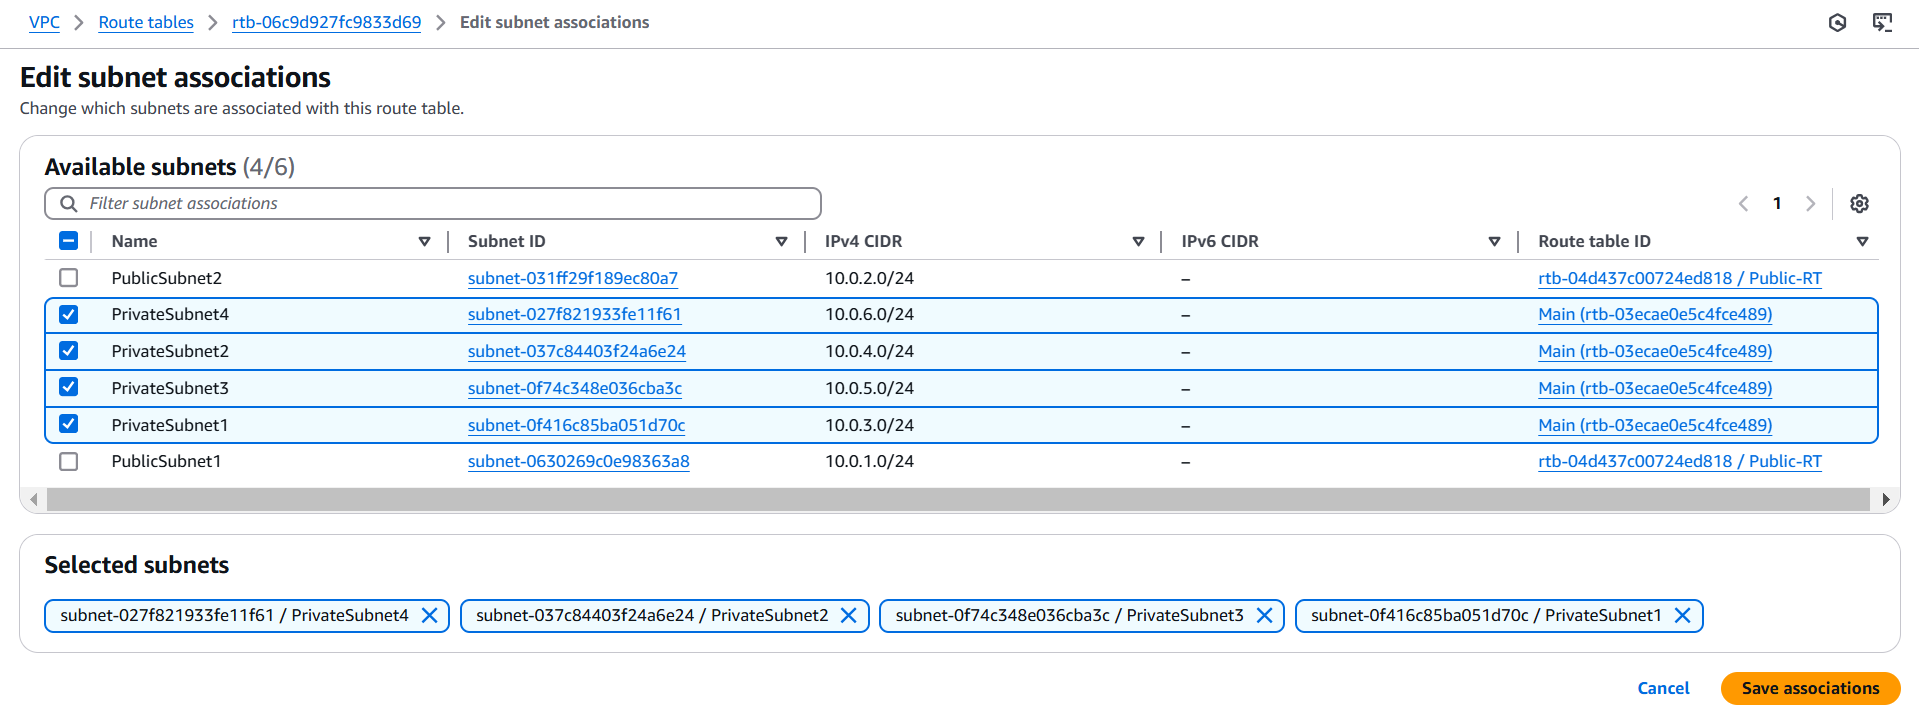 VPC > Route tables > rtb-06c9d927fc9833d69 > Edit subnet associations
Edit subnet associations
Change which subnets are associated with this route table.
Available subnets (4/6)
Filter subnet associations
1
Name Subnet ID IPv4 CIDR IPv6 CIDR Route table ID
PublicSubnet2 subnet-031ff29f189ec80a7 10.0.2.0/24 – rtb-04d437c00724ed818 / Public-RT
PrivateSubnet4 subnet-027f821933fe11f61 10.0.6.0/24 – Main (rtb-03ecae0e5c4fce489)
PrivateSubnet2 subnet-037c84403f24a6e24 10.0.4.0/24 – Main (rtb-03ecae0e5c4fce489)
PrivateSubnet3 subnet-0f74c348e036cba3c 10.0.5.0/24 – Main (rtb-03ecae0e5c4fce489)
PrivateSubnet1 subnet-0f416c85ba051d70c 10.0.3.0/24 – Main (rtb-03ecae0e5c4fce489)
PublicSubnet1 subnet-0630269c0e98363a8 10.0.1.0/24 – rtb-04d437c00724ed818 / Public-RT
Selected subnets
subnet-027f821933fe11f61 / PrivateSubnet4 subnet-037c84403f24a6e24 / PrivateSubnet2 subnet-0f74c348e036cba3c / PrivateSubnet3 subnet-0f416c85ba051d70c / PrivateSubnet1
Cancel Save associations